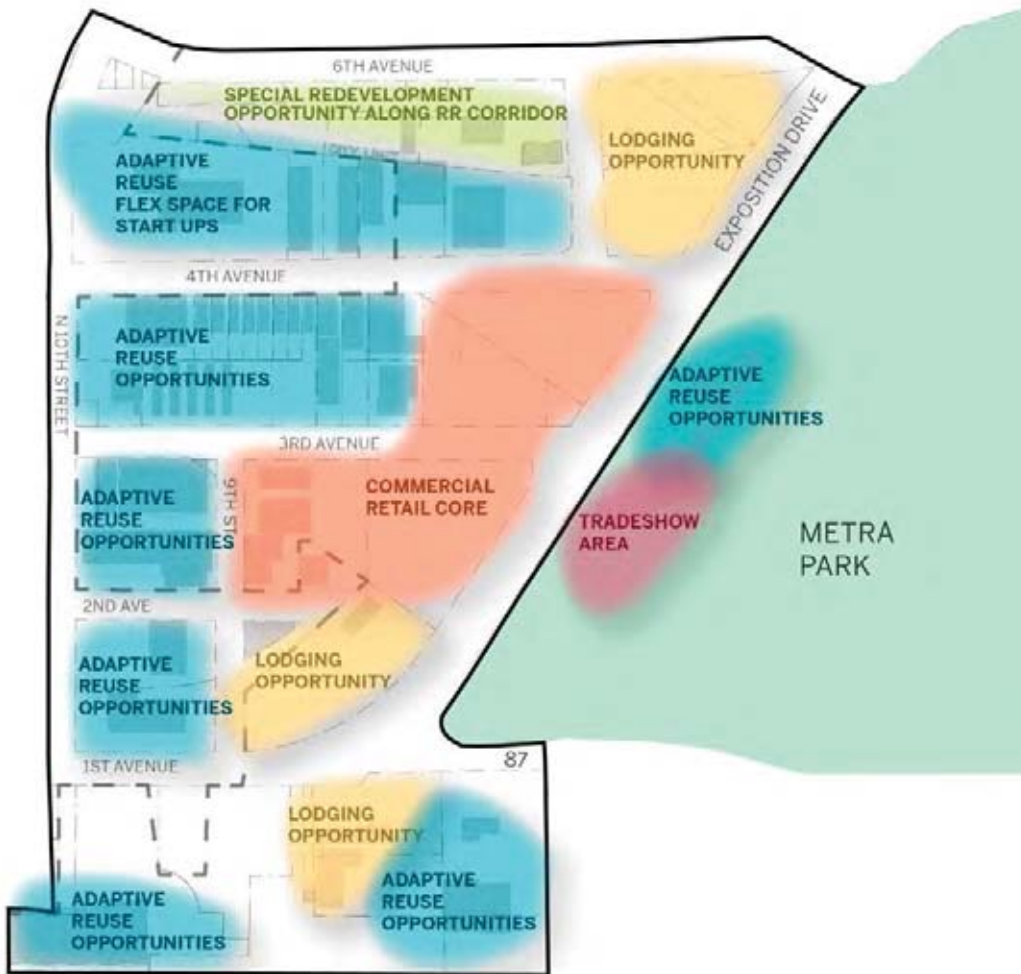 6TH AVENUE
SPECIAL REDEVELOPMENT
OPPORTUNITY ALONG RR CORRIDOR
LODGING
OPPORTUNITY
EXPOSITION DRIVE
ADAPTIVE
REUSE
FLEX SPACE FOR
START UPS
4TH AVENUE
N 10TH STREET
ADAPTIVE
REUSE
OPPORTUNITIES
ADAPTIVE
REUSE
OPPORTUNITIES
3RD AVENUE
ADAPTIVE
REUSE
OPPORTUNITIES
9TH ST
COMMERCIAL
RETAIL CORE
TRADESHOW
AREA
METRA
PARK
2ND AVE
ADAPTIVE
REUSE
OPPORTUNITIES
LODGING
OPPORTUNITY
1ST AVENUE
87
LODGING
OPPORTUNITY
ADAPTIVE
REUSE
OPPORTUNITIES
ADAPTIVE
REUSE
OPPORTUNITIES